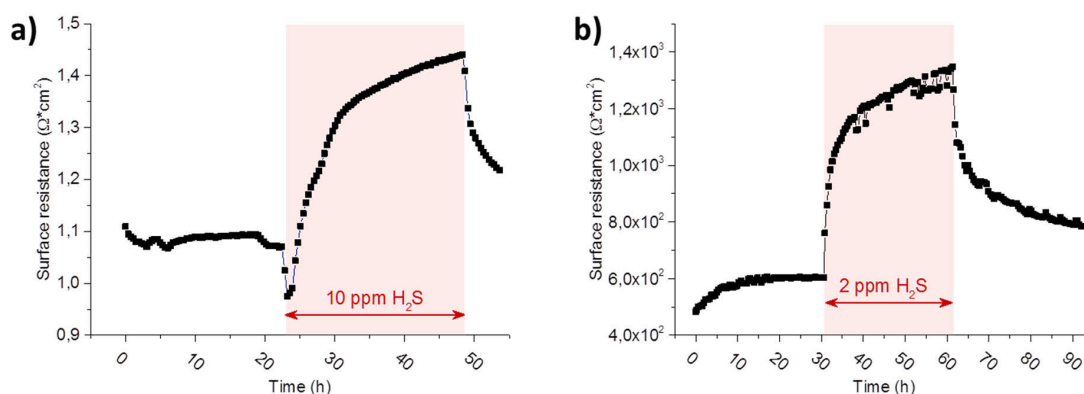 a)
Surface resistance (Ω*cm²)
1,5
1,4
1,3
1,2
1,1
1,0
0,9
10 ppm H₂S
0 10 20 30 40 50
Time (h)
b)
Surface resistance (Ω*cm²)
1,4x10³
1,2x10³
1,0x10³
8,0x10²
6,0x10²
4,0x10²
2 ppm H₂S
0 10 20 30 40 50 60 70 80 90
Time (h)